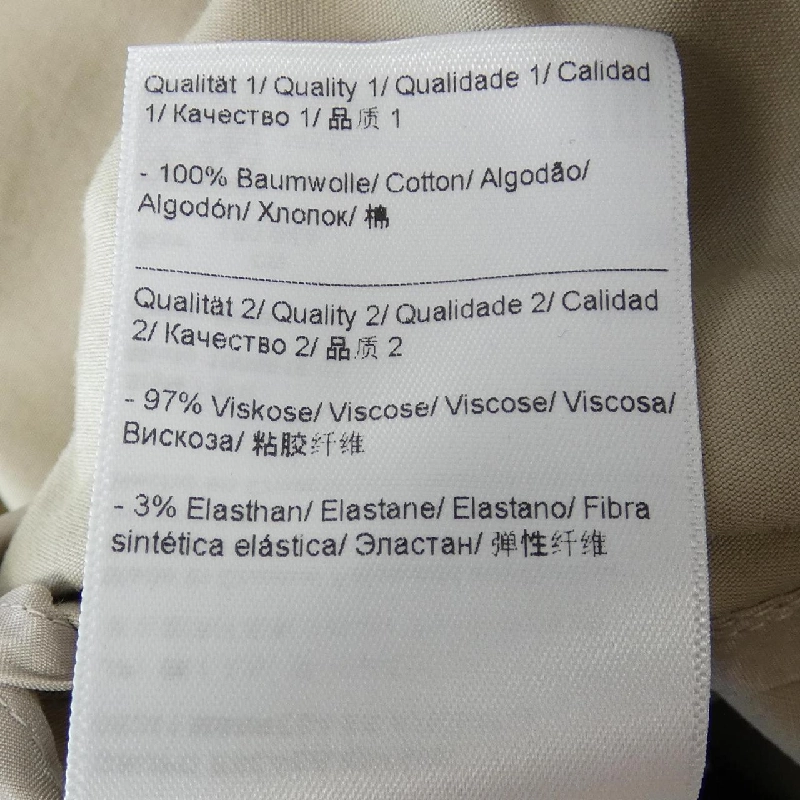 Qualität 1/ Quality 1/ Qualidade 1/ Calidad
1/ Качество 1/ 品质 1
- 100% Baumwolle/ Cotton/ Algodão/
Algodón/ Хлопок/ 棉
Qualität 2/ Quality 2/ Qualidade 2/ Calidad
2/ Качество 2/ 品质 2
- 97% Viskose/ Viscose/ Viscose/ Viscosa/
Вискоза/ 粘胶纤维
- 3% Elasthan/ Elastane/ Elastano/ Fibra
sintética elástica/ Эластан/ 弹性纤维